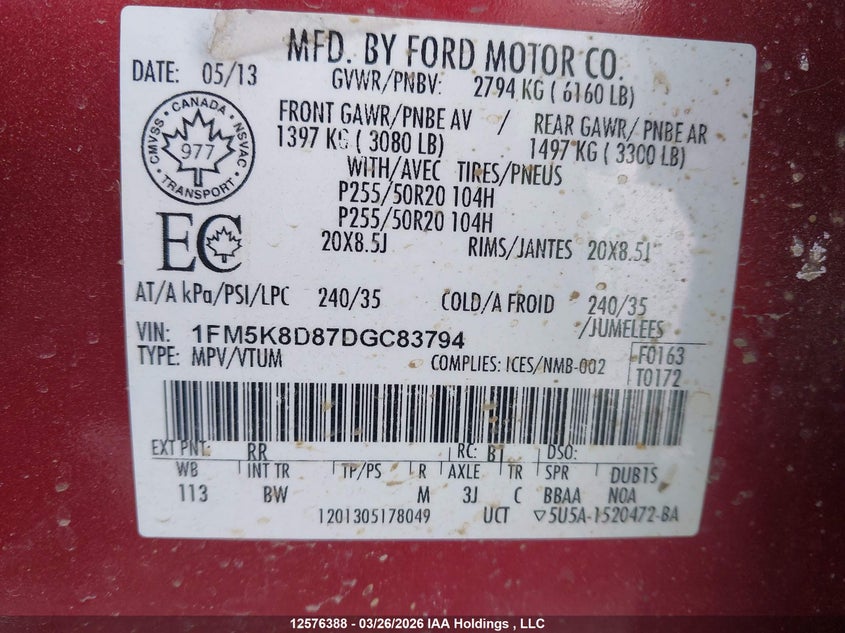 MFD. BY FORD MOTOR CO.
DATE: 05/13
GVWR/PNBV: 2794 KG ( 6160 LB)
CANADA
CMVSS
NSVAC
977
TRANSPORT
FRONT GAWR/PNBE AV / REAR GAWR/ PNBE AR
1397 KG ( 3080 LB) 1497 KG ( 3300 LB)
WITH/AVEC TIRES/PNEUS
P255/50R20 104H
P255/50R20 104H
EC
20X8.5J RIMS/JANTES 20X8.5J
AT/A kPa/PSI/LPC 240/35 COLD/A FROID 240/35
/JUMELEES
VIN: 1FM5K8D87DGC83794
TYPE: MPV/VTUM COMPLIES: ICES/NMB-002
F0163
T0172
EXT PNT: RR RC: B1 DSO:
WB INT TR TP/PS R AXLE TR SPR DUB1S
113 BW M 3J C BBAA NOA
1201305178049 UCT ▽5U5A-1520472-BA
12576388 - 03/26/2026 IAA Holdings , LLC